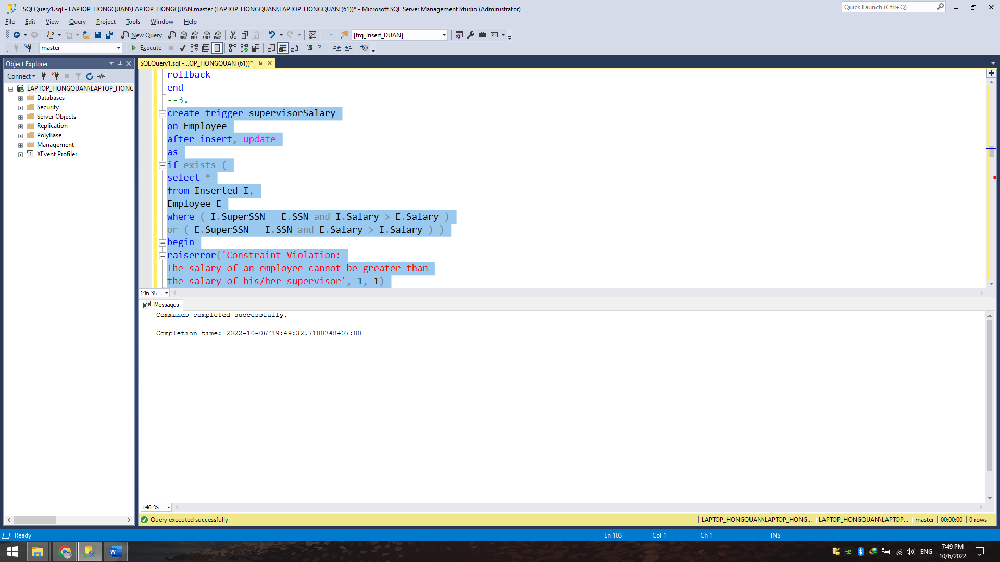 SQLQuery1.sql - LAPTOP_HONGQUAN\LAPTOP_HONGQUAN.master (LAPTOP_HONGQUAN\LAPTOP_HONGQUAN (61))* - Microsoft SQL Server Management Studio (Administrator)
Quick Launch (Ctrl+Q)
File Edit View Query Project Tools Window Help
New Query
MDX DMX XMLA DAX
[trg_Insert_DUAN]
master
Execute
Object Explorer
SQLQuery1.sql -...OP_HONGQUAN (61))*
Connect
LAPTOP_HONGQUAN\LAPTOP_HONG
Databases
Security
Server Objects
Replication
PolyBase
Management
XEvent Profiler
rollback
end
--3.
create trigger supervisorSalary
on Employee
after insert, update
as
if exists (
select *
from Inserted I,
Employee E
where ( I.SuperSSN = E.SSN and I.Salary > E.Salary )
or ( E.SuperSSN = I.SSN and E.Salary > I.Salary ) )
begin
raiserror('Constraint Violation:
The salary of an employee cannot be greater than
the salary of his/her supervisor', 1, 1)
146 %
Messages
Commands completed successfully.
Completion time: 2022-10-06T19:49:32.7100748+07:00
146 %
Query executed successfully.
LAPTOP_HONGQUAN\LAPTOP_HONG...
LAPTOP_HONGQUAN\LAPTOP...
master
00:00:00
0 rows
Ready
Ln 103
Col 1
Ch 1
INS
ENG
7:49 PM
10/6/2022